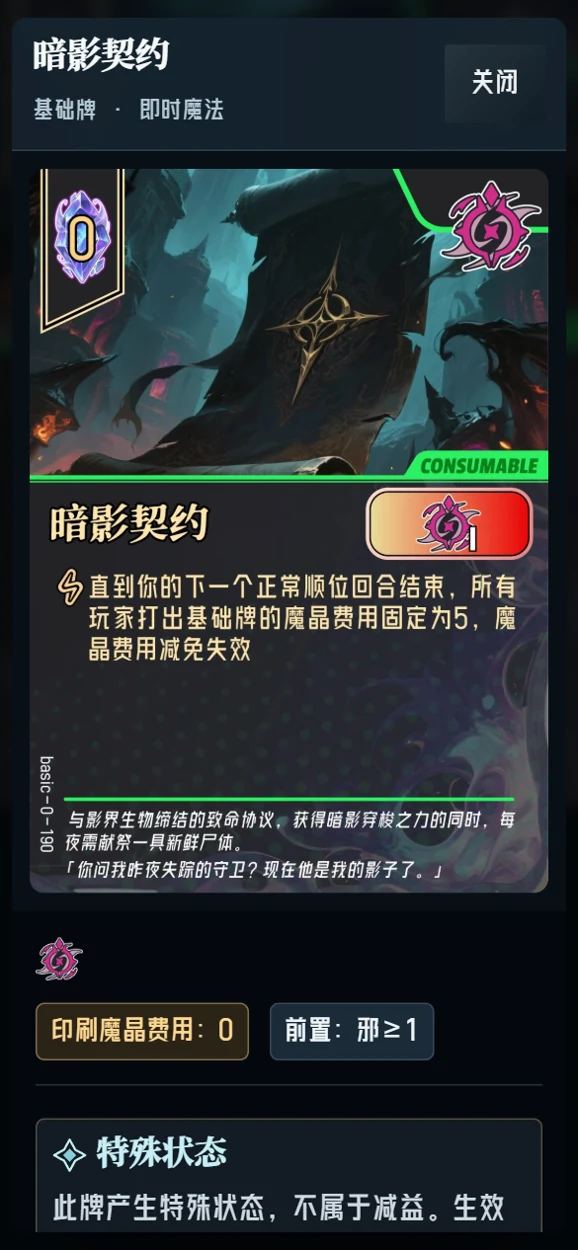 暗影契约
关闭
基础牌 · 即时魔法
0
CONSUMABLE
暗影契约
1
直到你的下一个正常顺位回合结束，所有
玩家打出基础牌的魔晶费用固定为5，魔
晶费用减免失效
basic-0-190
与影界生物缔结的致命协议，获得暗影穿梭之力的同时，每
夜需献祭一具新鲜尸体。
「你问我昨夜失踪的守卫？现在他是我的影子了。」
印刷魔晶费用：0
前置：邪≥1
特殊状态
此牌产生特殊状态，不属于减益。生效